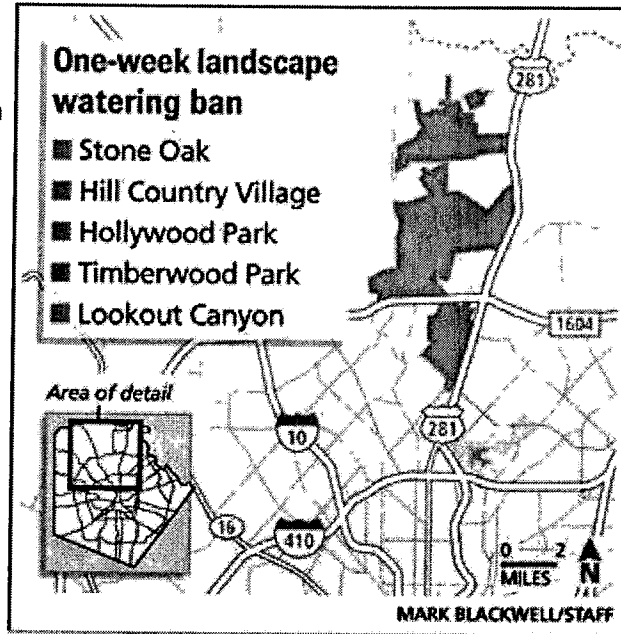 One-week landscape
watering ban
Stone Oak
Hill Country Village
Hollywood Park
Timberwood Park
Lookout Canyon
281
1604
Area of detail
10
281
16
410
0 2
MILES
N
MARK BLACKWELL/STAFF